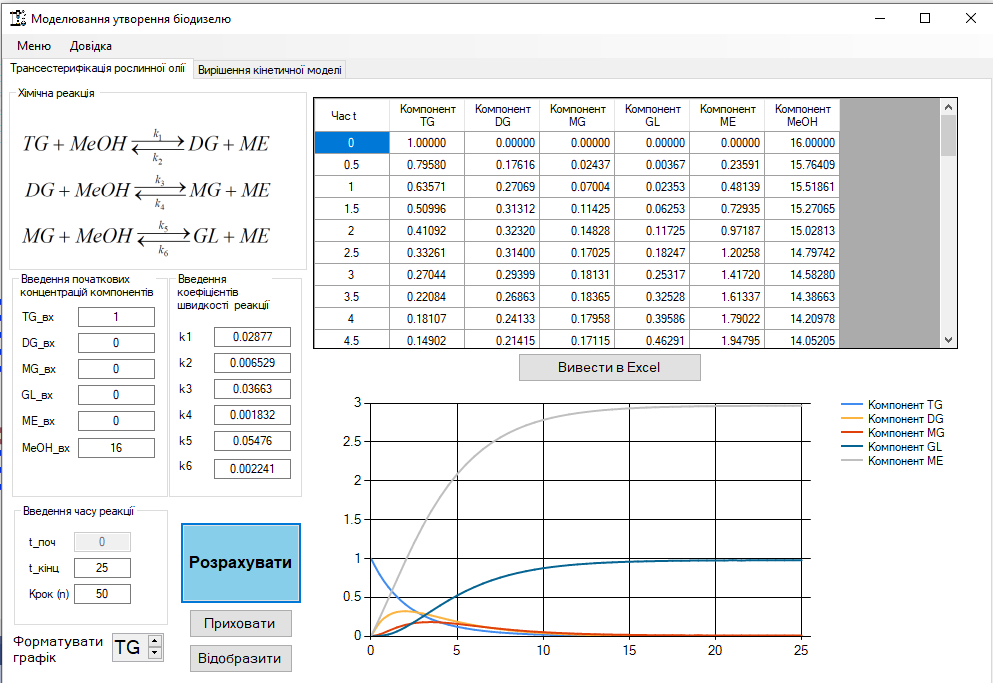 Моделювання утворення біодизелю
Меню Довідка
Трансестерифікація рослинної олії Вирішення кінетичної моделі
Хімічна реакція
TG + MeOH k1 k2 DG + ME
DG + MeOH k3 k4 MG + ME
MG + MeOH k5 k6 GL + ME
Введення початкових
концентрацій компонентів
TG_вх 1
DG_вх 0
MG_вх 0
GL_вх 0
ME_вх 0
MeOH_вх 16
Введення
коефіцієнтів
швидкості реакції
k1 0.02877
k2 0.006529
k3 0.03663
k4 0.001832
k5 0.05476
k6 0.002241
Введення часу реакції
t_поч 0
t_кінц 25
Крок (n) 50
Форматувати
графік
TG
Розрахувати
Приховати
Відобразити
Час t Компонент TG Компонент DG Компонент MG Компонент GL Компонент ME Компонент MeOH
0 1.00000 0.00000 0.00000 0.00000 0.00000 16.00000
0.5 0.79580 0.17616 0.02437 0.00367 0.23591 15.76409
1 0.63571 0.27069 0.07004 0.02353 0.48139 15.51861
1.5 0.50996 0.31312 0.11425 0.06253 0.72935 15.27065
2 0.41092 0.32320 0.14828 0.11725 0.97187 15.02813
2.5 0.33261 0.31400 0.17025 0.18247 1.20258 14.79742
3 0.27044 0.29399 0.18131 0.25317 1.41720 14.58280
3.5 0.22084 0.26863 0.18365 0.32528 1.61337 14.38663
4 0.18107 0.24133 0.17958 0.39586 1.79022 14.20978
4.5 0.14902 0.21415 0.17115 0.46291 1.94795 14.05205
Вивести в Excel
3
2.5
2
1.5
1
0.5
0
0 5 10 15 20 25
Компонент TG
Компонент DG
Компонент MG
Компонент GL
Компонент ME